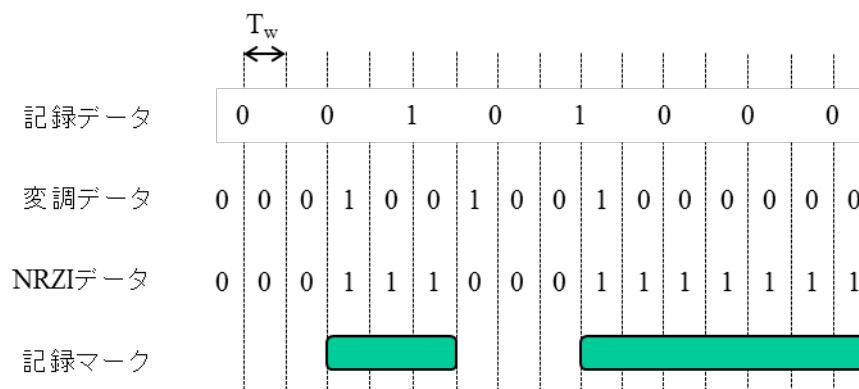 Tw
記録データ 0 0 1 0 1 0 0 0
変調データ 0 0 0 1 0 0 1 0 0 1 0 0 0 0 0 0
NRZIデータ 0 0 0 1 1 1 0 0 0 1 1 1 1 1 1 1
記録マーク